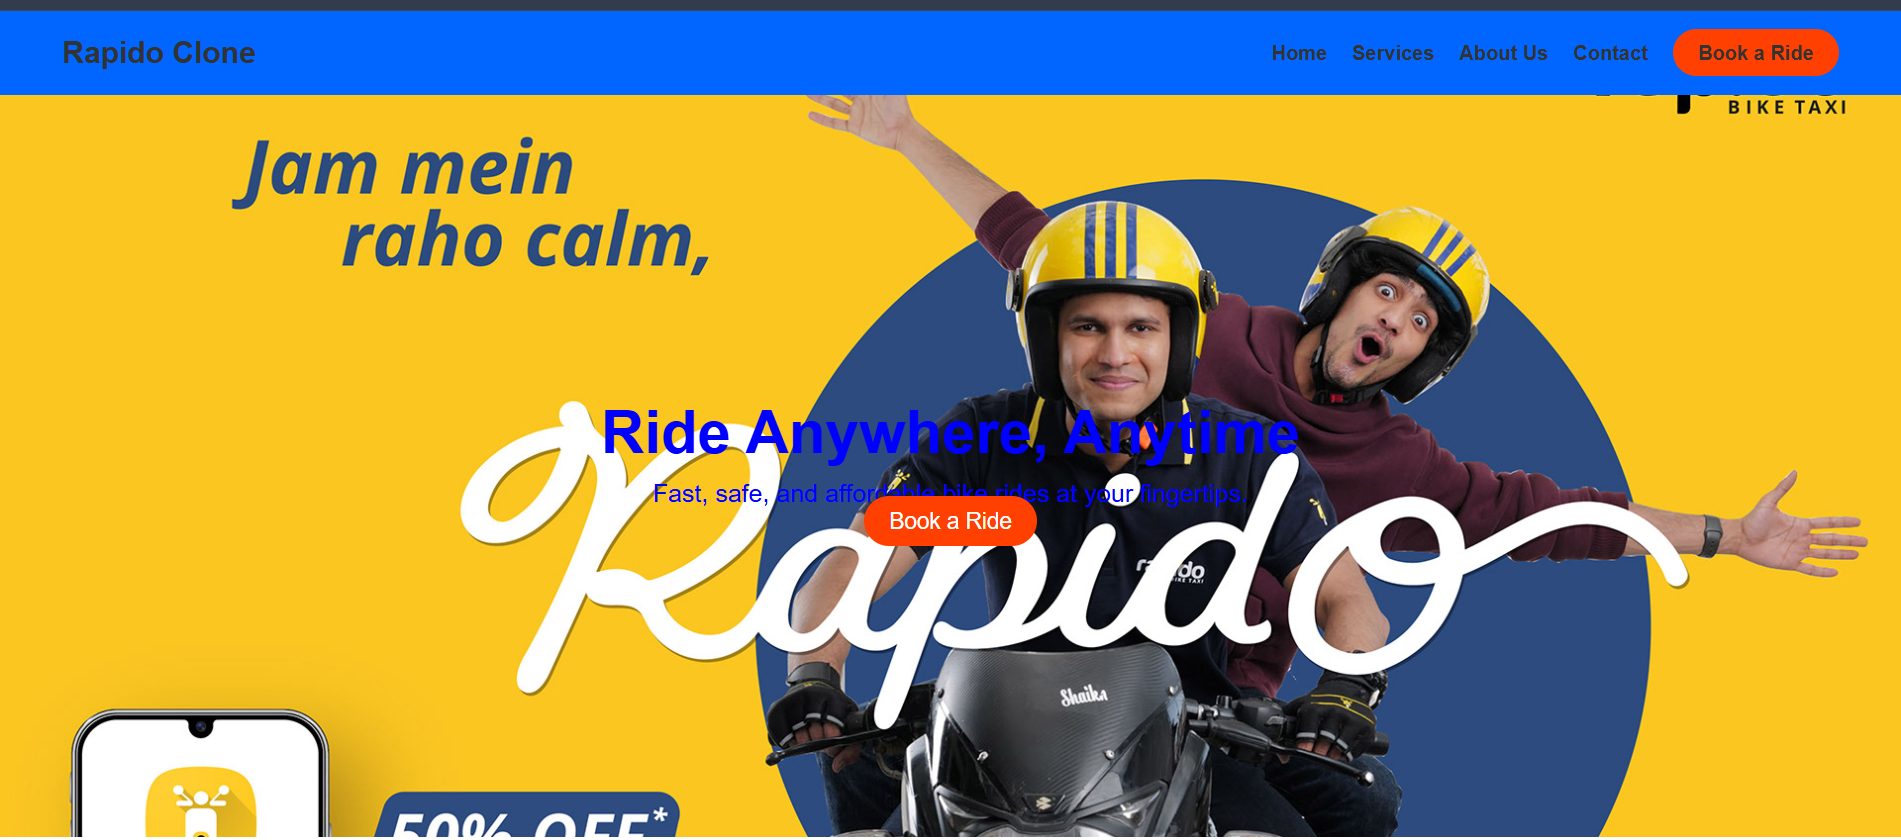 Rapido Clone
Home Services About Us Contact Book a Ride
BIKE TAXI
Jam mein
raho calm,
Ride Anywhere, Anytime
Fast, safe, and affordable bike rides at your fingertips.
Book a Ride
Rapido
rapido
BIKE TAXI
Shaika
50% OFF*